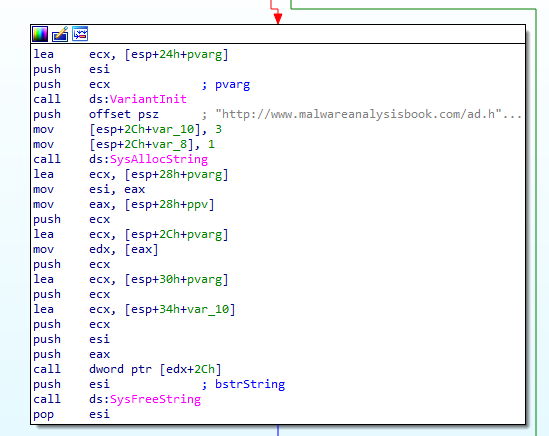 lea ecx, [esp+24h+pvarg]
push esi
push ecx ; pvarg
call ds:VariantInit
push offset psz ; "http://www.malwareanalysisbook.com/ad.h"...
mov [esp+2Ch+var_10], 3
mov [esp+2Ch+var_8], 1
call ds:SysAllocString
lea ecx, [esp+28h+pvarg]
mov esi, eax
mov eax, [esp+28h+ppv]
push ecx
lea ecx, [esp+2Ch+pvarg]
mov edx, [eax]
push ecx
lea ecx, [esp+30h+pvarg]
push ecx
lea ecx, [esp+34h+var_10]
push ecx
push esi
push eax
call dword ptr [edx+2Ch]
push esi ; bstrString
call ds:SysFreeString
pop esi